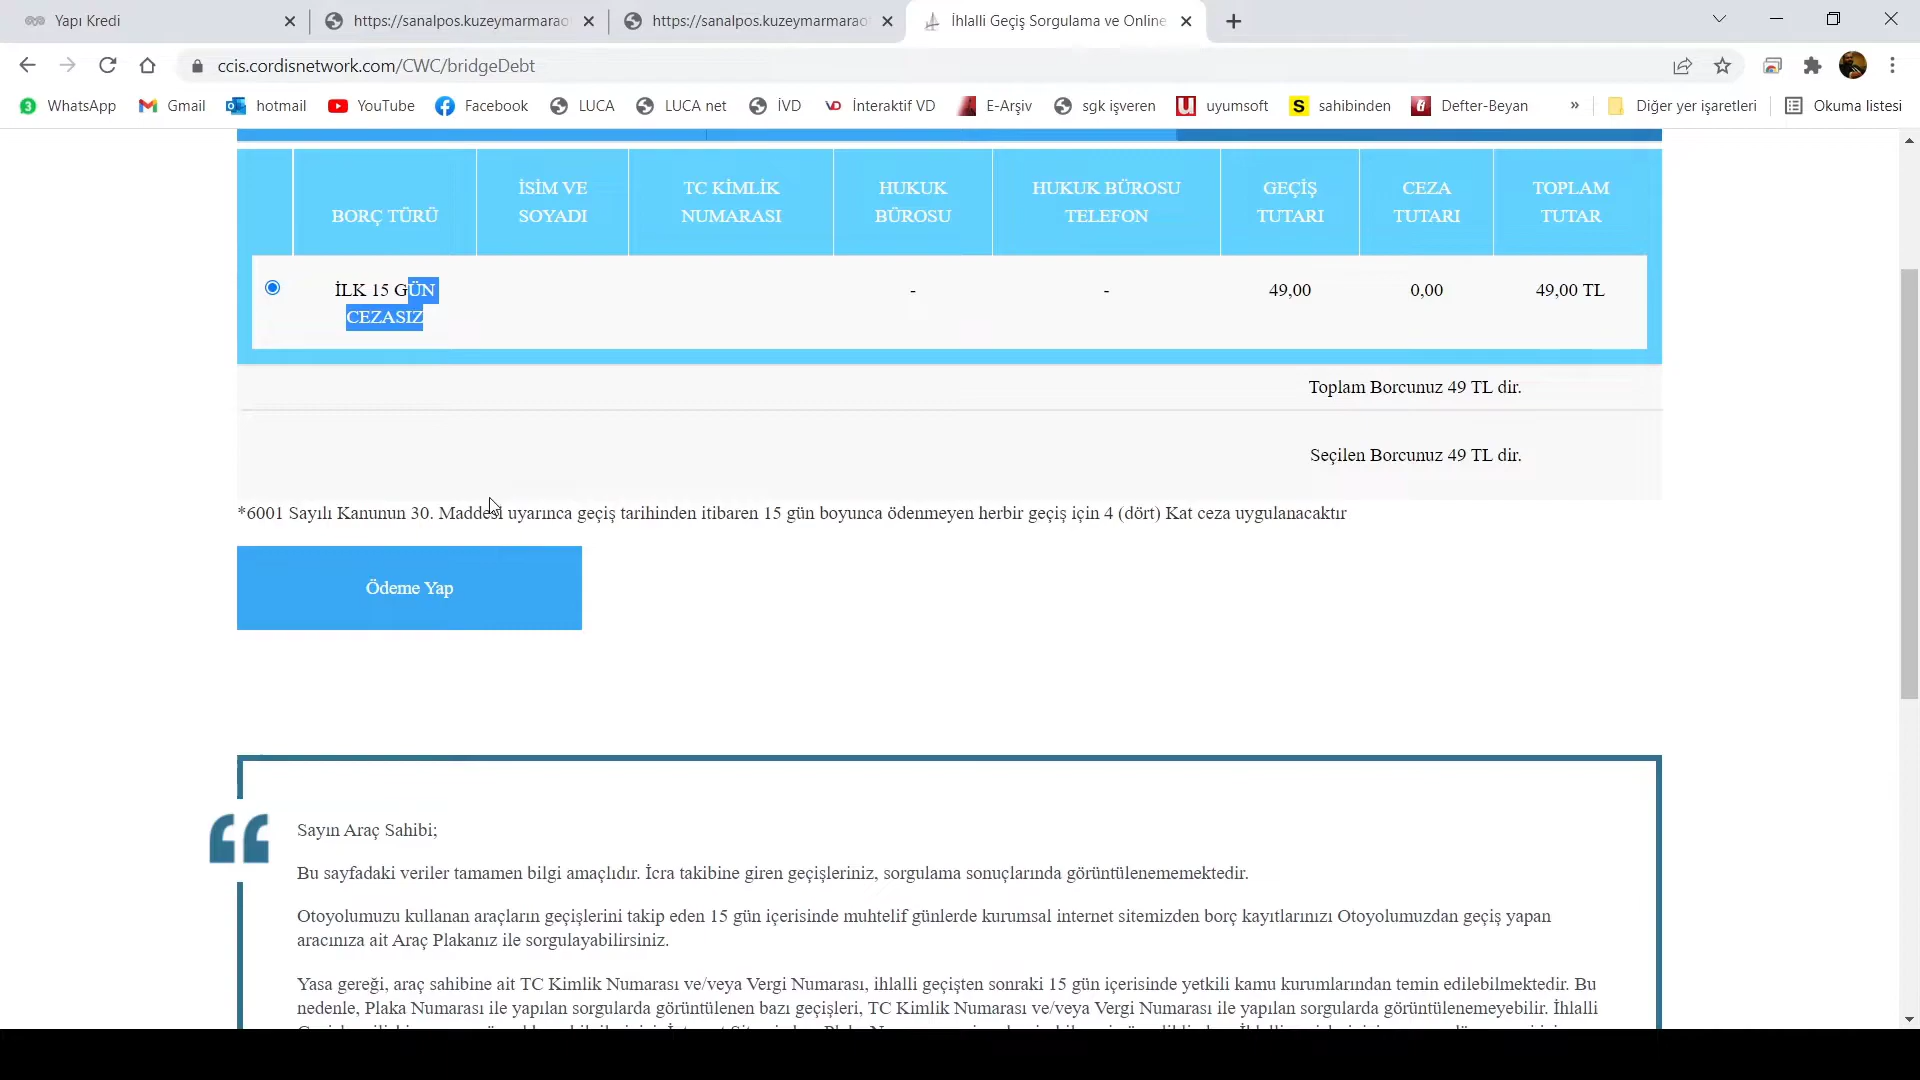 Yapı Kredi
https://sanalpos.kuzeymarmarao
https://sanalpos.kuzeymarmarao
İhlalli Geçiş Sorgulama ve Online
ccis.cordisnetwork.com/CWC/bridgeDebt
WhatsApp
Gmail
hotmail
YouTube
Facebook
LUCA
LUCA net
İVD
İnteraktif VD
E-Arşiv
sgk işveren
uyumsoft
sahibinden
Defter-Beyan
»
Diğer yer işaretleri
Okuma listesi
BORÇ TÜRÜ
İSİM VE
SOYADI
TC KİMLİK
NUMARASI
HUKUK
BÜROSU
HUKUK BÜROSU
TELEFON
GEÇİŞ
TUTARI
CEZA
TUTARI
TOPLAM
TUTAR
İLK 15 GÜN
CEZASIZ
-
-
49,00
0,00
49,00 TL
Toplam Borcunuz 49 TL dir.
Seçilen Borcunuz 49 TL dir.
*6001 Sayılı Kanunun 30. Maddesi uyarınca geçiş tarihinden itibaren 15 gün boyunca ödenmeyen herbir geçiş için 4 (dört) Kat ceza uygulanacaktır
Ödeme Yap
Sayın Araç Sahibi;
Bu sayfadaki veriler tamamen bilgi amaçlıdır. İcra takibine giren geçişleriniz, sorgulama sonuçlarında görüntülenememektedir.
Otoyolumuzu kullanan araçların geçişlerini takip eden 15 gün içerisinde muhtelif günlerde kurumsal internet sitemizden borç kayıtlarınızı Otoyolumuzdan geçiş yapan
aracınıza ait Araç Plakanız ile sorgulayabilirsiniz.
Yasa gereği, araç sahibine ait TC Kimlik Numarası ve/veya Vergi Numarası, ihlalli geçişten sonraki 15 gün içerisinde yetkili kamu kurumlarından temin edilebilmektedir. Bu
nedenle, Plaka Numarası ile yapılan sorgularda görüntülenen bazı geçişleri, TC Kimlik Numarası ve/veya Vergi Numarası ile yapılan sorgularda görüntülenemeyebilir. İhlalli